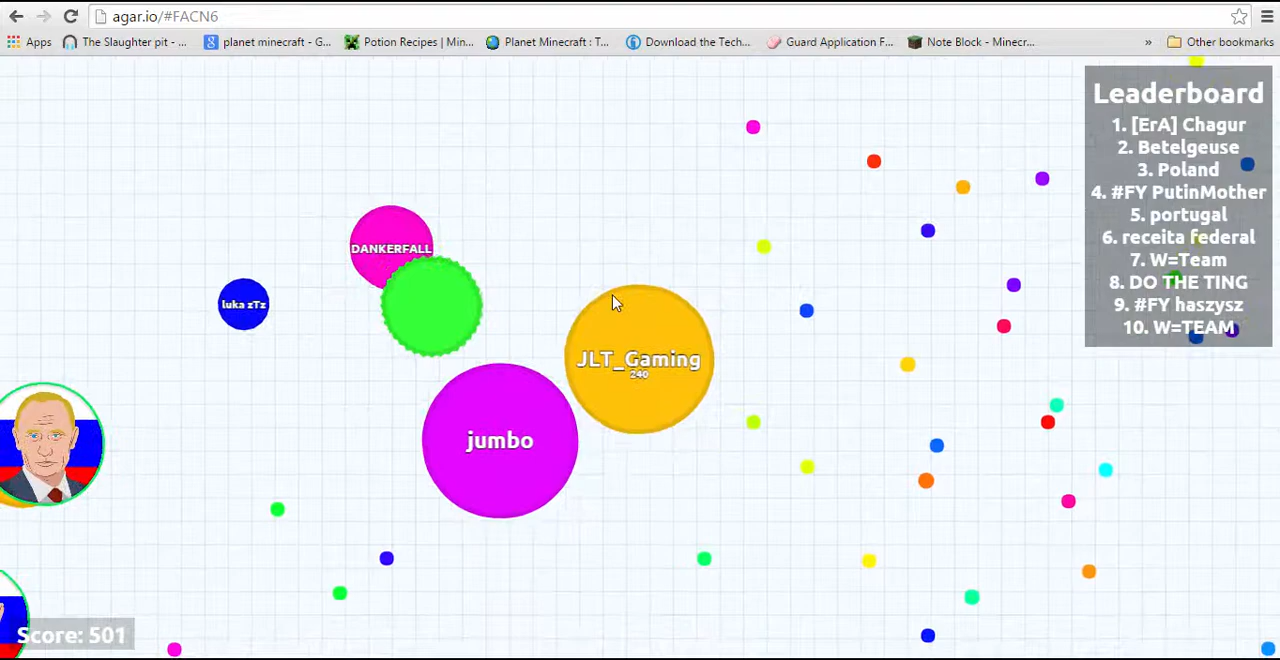 agar.io/#FACN6
Apps The Slaughter pit - ... planet minecraft - G... Potion Recipes | Min... Planet Minecraft : T... Download the Tech... Guard Application F... Note Block - Minecr... » Other bookmarks
Leaderboard
1. [ErA] Chagur
2. Betelgeuse
3. Poland
4. #FY PutinMother
5. portugal
6. receita federal
7. W=Team
8. DO THE TING
9. #FY haszysz
10. W=TEAM
DANKERFALL
luka zTz
JLT_Gaming
240
jumbo
Score: 501